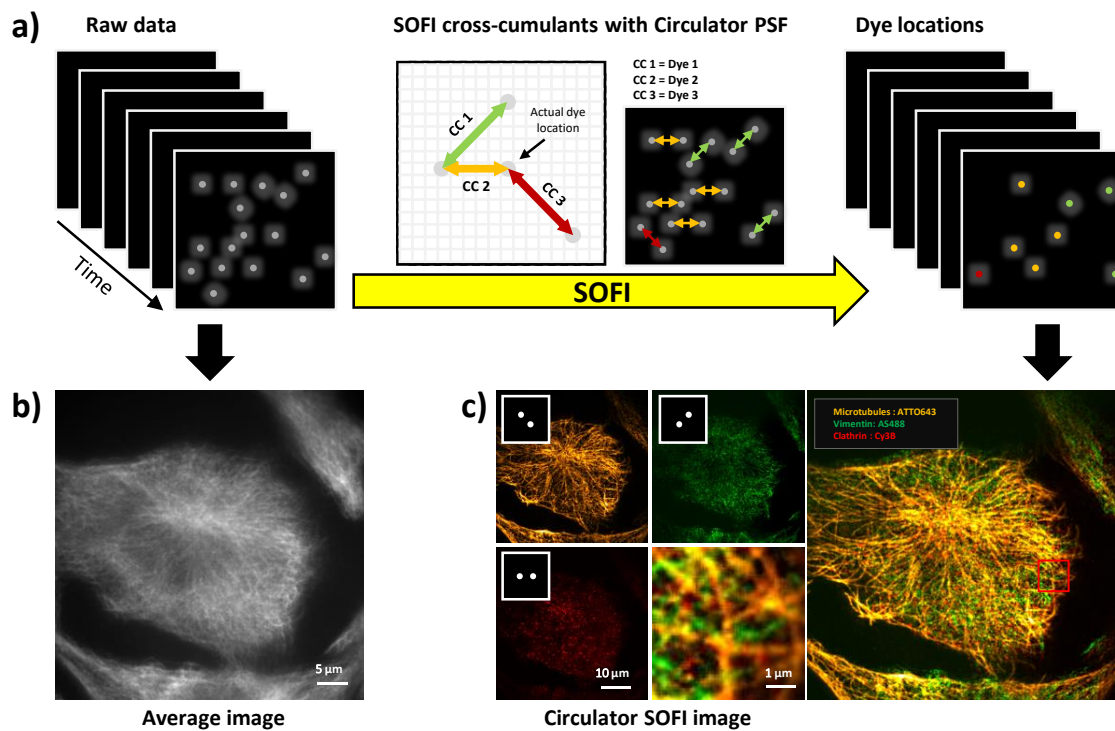 a)
Raw data
SOFI cross-cumulants with Circulator PSF
Dye locations
CC 1 = Dye 1
CC 2 = Dye 2
CC 3 = Dye 3
CC 1
Actual dye
location
CC 2
CC 3
Time
SOFI
b)
c)
Microtubules : ATTO643
Vimentin: AS488
Clathrin : Cy3B
5 µm
10 µm
1 µm
Average image
Circulator SOFI image